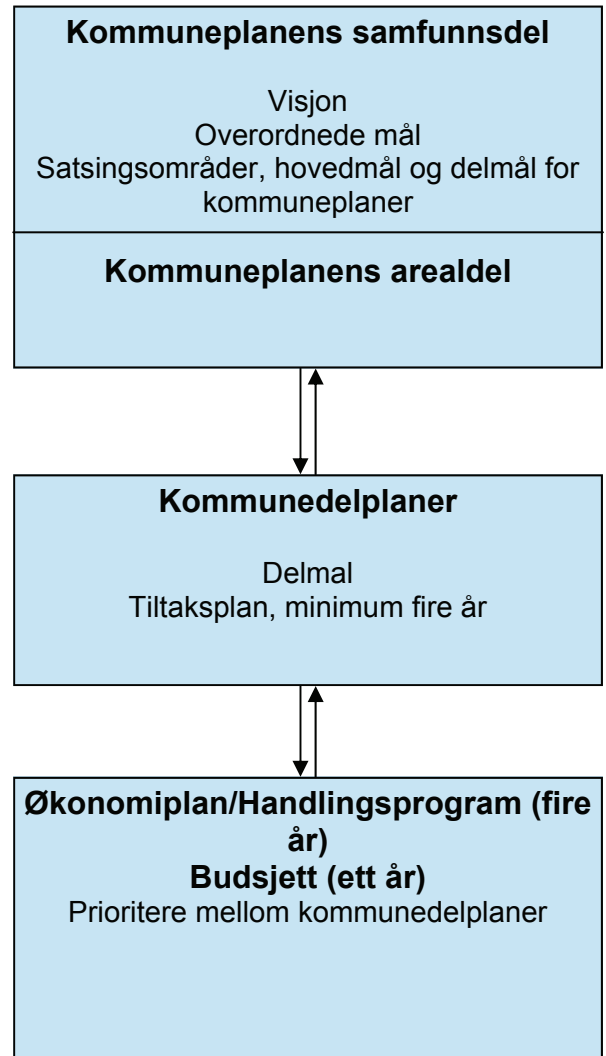 Kommuneplanens samfunnsdel
Visjon
Overordnede mål
Satsingsområder, hovedmål og delmål for
kommuneplaner
Kommuneplanens arealdel
Kommunedelplaner
Delmal
Tiltaksplan, minimum fire år
Økonomiplan/Handlingsprogram (fire
år)
Budsjett (ett år)
Prioritere mellom kommunedelplaner